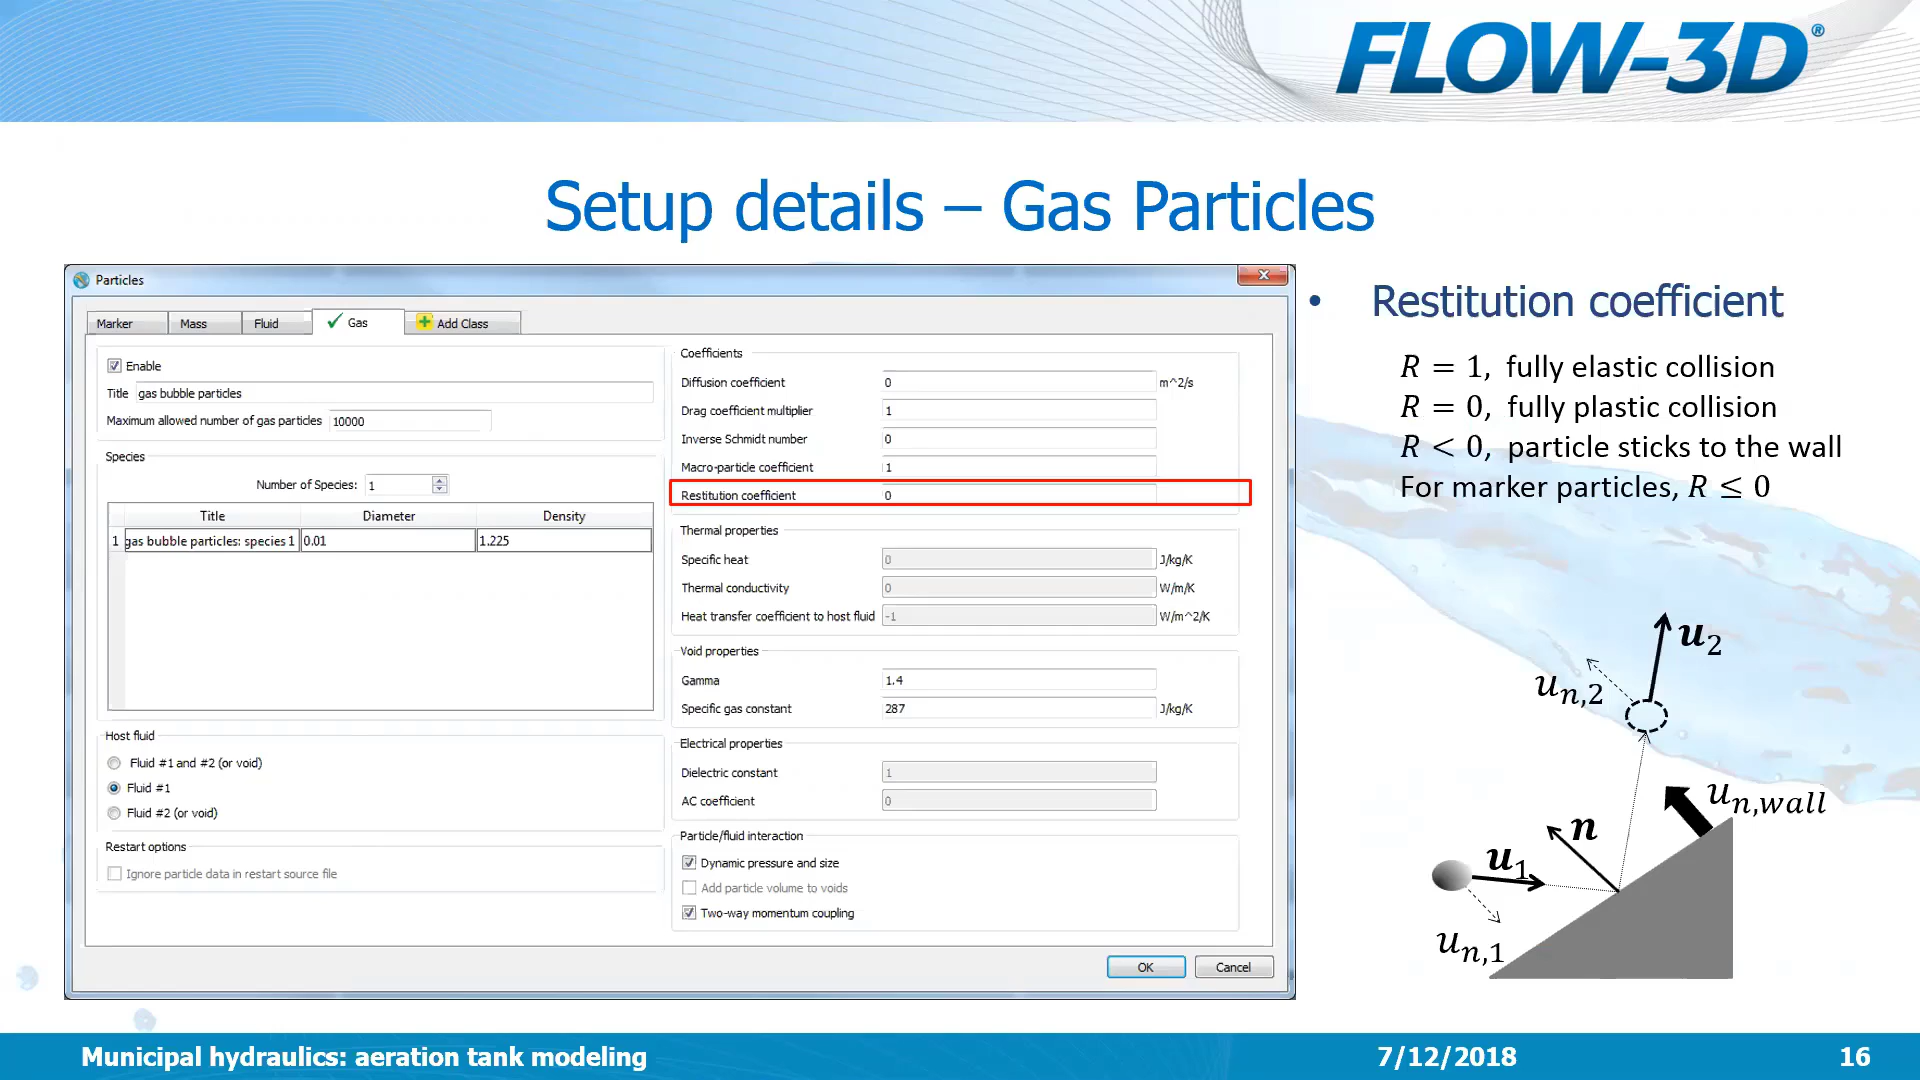 FLOW-3D®
Setup details – Gas Particles
Particles
Marker Mass Fluid Gas Add Class
Enable
Title gas bubble particles
Maximum allowed number of gas particles 10000
Species
Number of Species: 1
Title Diameter Density
1 gas bubble particles: species 1 0.01 1.225
Host fluid
Fluid #1 and #2 (or void)
Fluid #1
Fluid #2 (or void)
Restart options
Ignore particle data in restart source file
Coefficients
Diffusion coefficient 0 m^2/s
Drag coefficient multiplier 1
Inverse Schmidt number 0
Macro-particle coefficient 1
Restitution coefficient 0
Thermal properties
Specific heat 0 J/kg/K
Thermal conductivity 0 W/m/K
Heat transfer coefficient to host fluid -1 W/m^2/K
Void properties
Gamma 1.4
Specific gas constant 287 J/kg/K
Electrical properties
Dielectric constant 1
AC coefficient 0
Particle/fluid interaction
Dynamic pressure and size
Add particle volume to voids
Two-way momentum coupling
OK Cancel
• Restitution coefficient
R = 1, fully elastic collision
R = 0, fully plastic collision
R < 0, particle sticks to the wall
For marker particles, R ≤ 0
u2
un,2
un,wall
n
u1
un,1
Municipal hydraulics: aeration tank modeling 7/12/2018 16